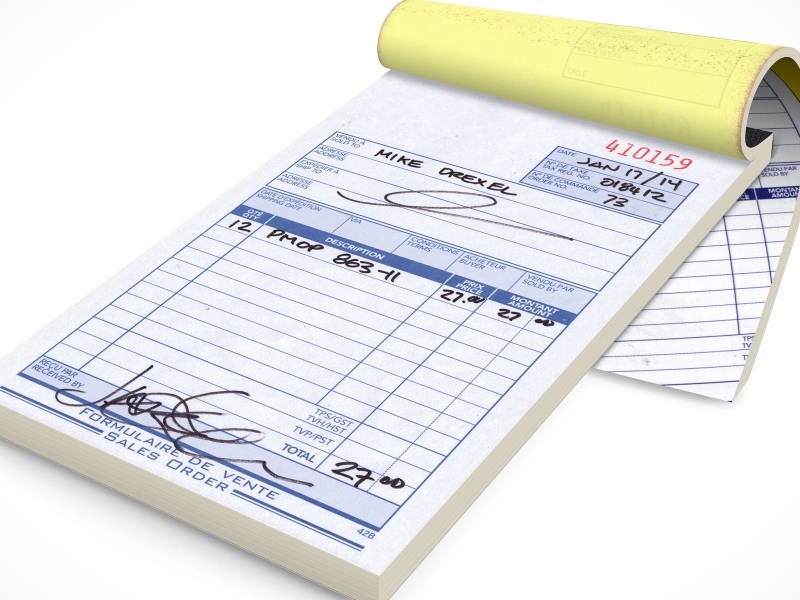 410159
VENDU À
SOLD TO
MIKE DREXEL
DATE JAN 17/14
ADRESSE
ADDRESS
Nº DE TAXE
TAX REG. NO. 0218412
EXPÉDIER À
SHIP TO
Nº DE COMMANDE
ORDER NO. 73
ADRESSE
ADDRESS
DATE D'EXPÉDITION
SHIPPING DATE
VIA
CONDITIONS
TERMS
ACHETEUR
BUYER
VENDU PAR
SOLD BY
QTÉ
QTY
DESCRIPTION
PRIX
PRICE
MONTANT
AMOUNT
12 PMOP 863-11 27.00 27 00
TPS/GST
TVH/HST
TVP/PST
REÇU PAR
RECEIVED BY
TOTAL 27 00
FORMULAIRE DE VENTE
SALES ORDER
42B
VENDU PAR
SOLD BY
MONTANT
AMOUNT